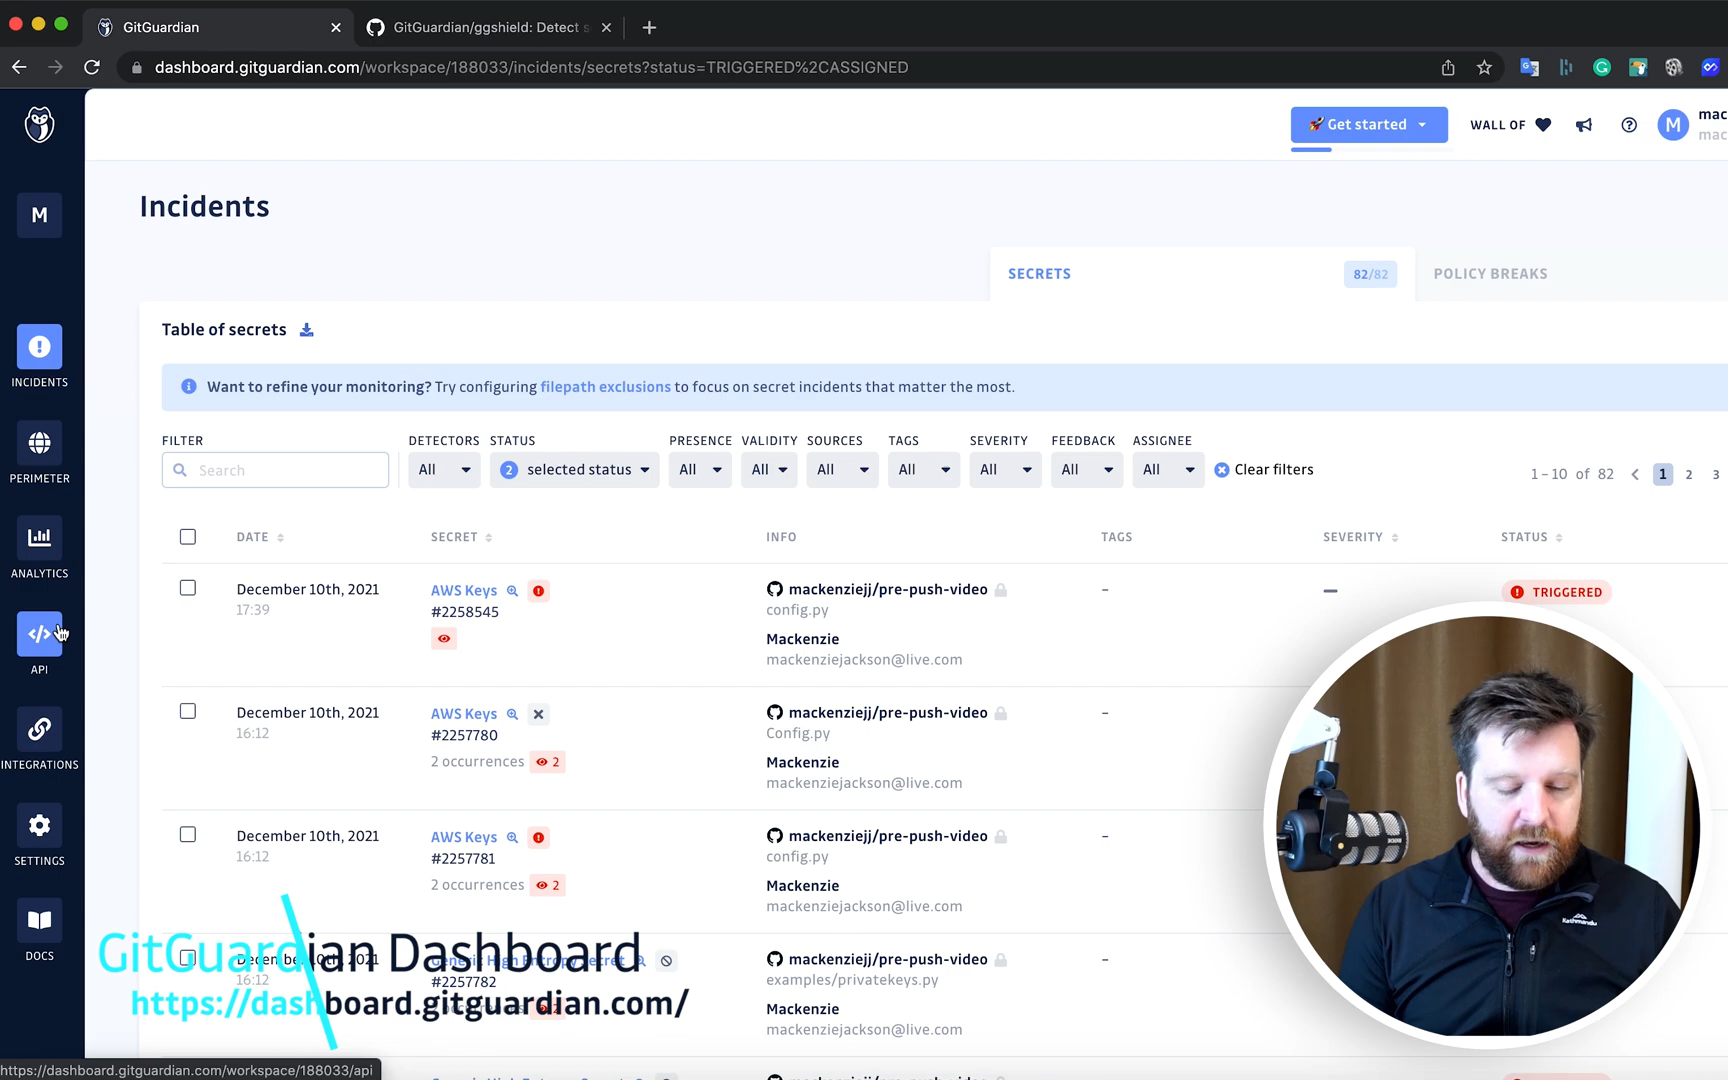 GitGuardian
GitGuardian/ggshield: Detect s
dashboard.gitguardian.com/workspace/188033/incidents/secrets?status=TRIGGERED%2CASSIGNED
🚀 Get started
WALL OF
M
mac
mac
M
INCIDENTS
PERIMETER
ANALYTICS
API
INTEGRATIONS
SETTINGS
DOCS
Incidents
SECRETS 82/82
POLICY BREAKS
Table of secrets
Want to refine your monitoring? Try configuring filepath exclusions to focus on secret incidents that matter the most.
FILTER DETECTORS STATUS PRESENCE VALIDITY SOURCES TAGS SEVERITY FEEDBACK ASSIGNEE
Search All 2 selected status All All All All All All All Clear filters
1 – 10 of 82 1 2 3
DATE SECRET INFO TAGS SEVERITY STATUS
December 10th, 2021 AWS Keys mackenziejj/pre-push-video – TRIGGERED
17:39 #2258545 config.py
Mackenzie
mackenziejackson@live.com
December 10th, 2021 AWS Keys mackenziejj/pre-push-video –
16:12 #2257780 Config.py
2 occurrences 2 Mackenzie
mackenziejackson@live.com
December 10th, 2021 AWS Keys mackenziejj/pre-push-video –
16:12 #2257781 config.py
2 occurrences 2 Mackenzie
mackenziejackson@live.com
December 10th, 2021 Generic High Entropy Secret mackenziejj/pre-push-video –
16:12 #2257782 examples/privatekeys.py
Mackenzie
mackenziejackson@live.com
GitGuardian Dashboard
https://dashboard.gitguardian.com/
Kathmandu
https://dashboard.gitguardian.com/workspace/188033/api